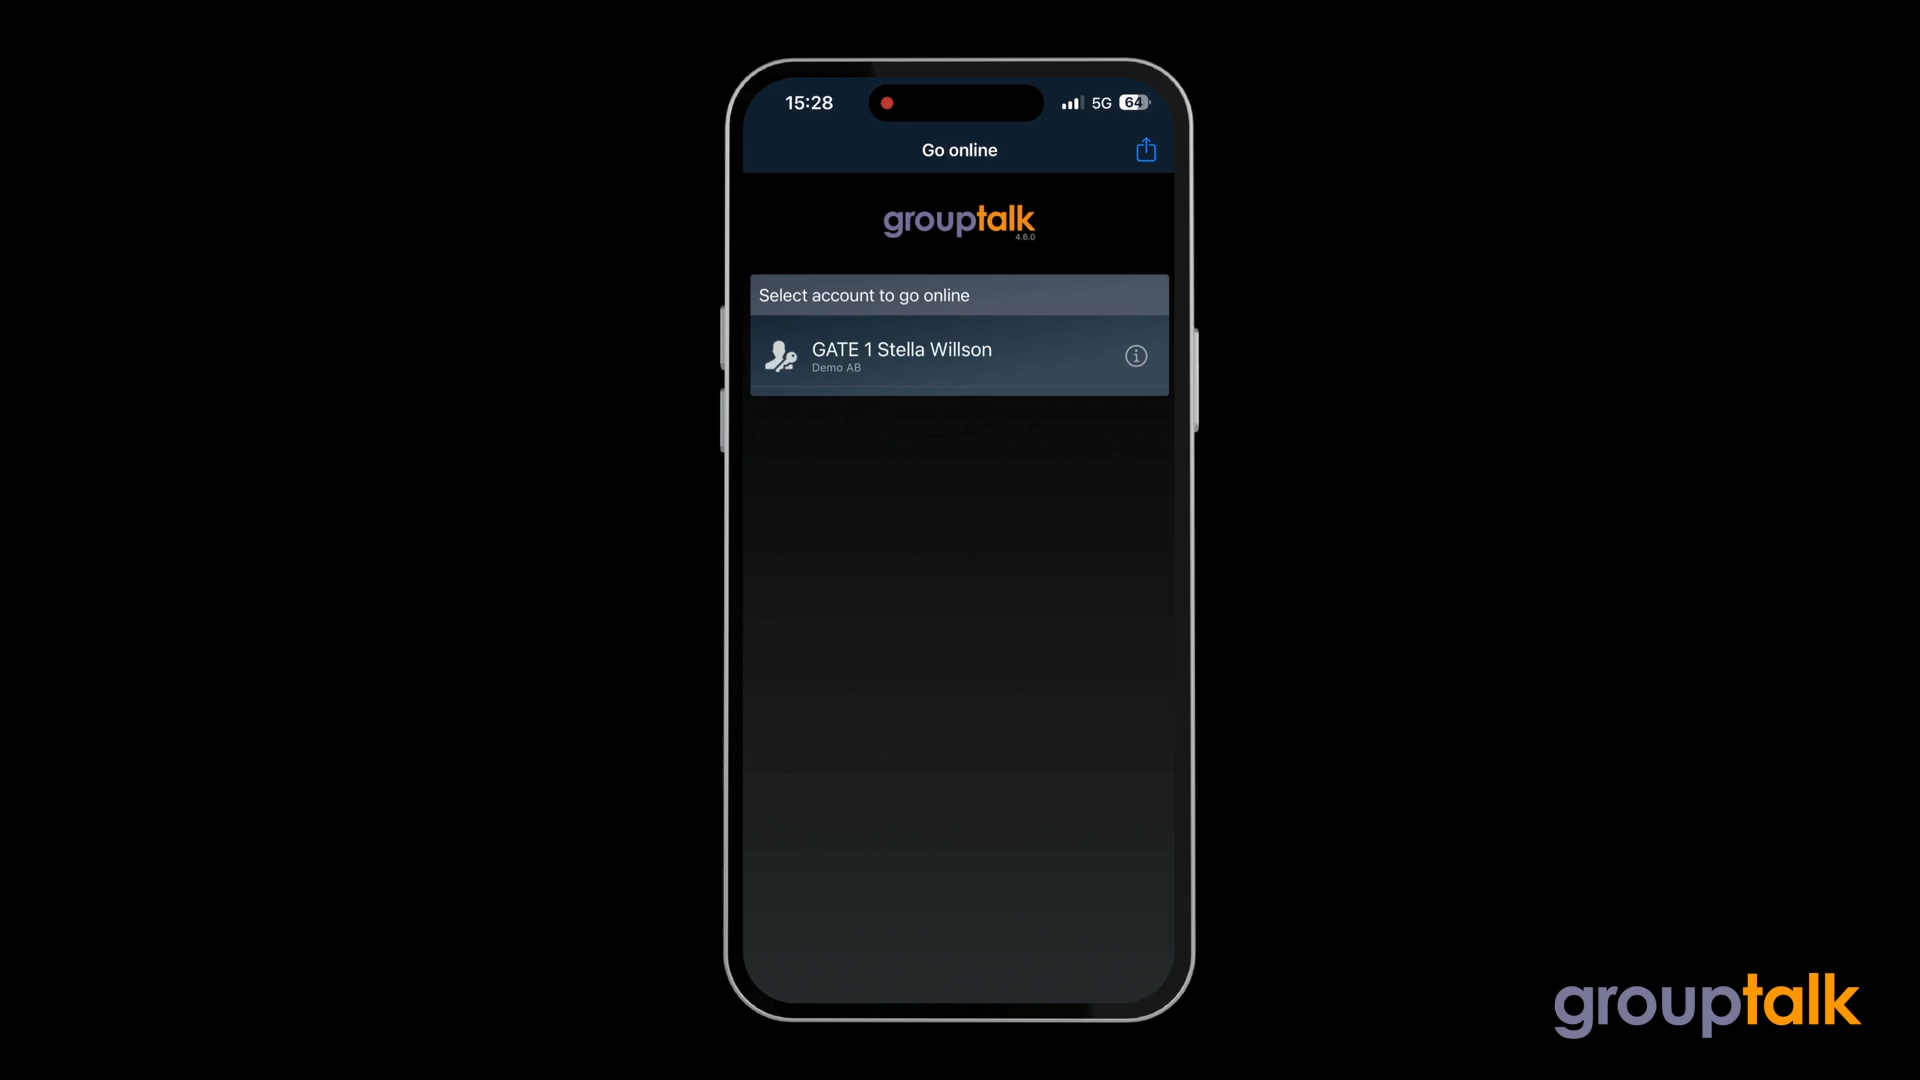 15:28
5G 64
Go online
grouptalk
4.6.0
Select account to go online
GATE 1 Stella Willson
Demo AB
grouptalk